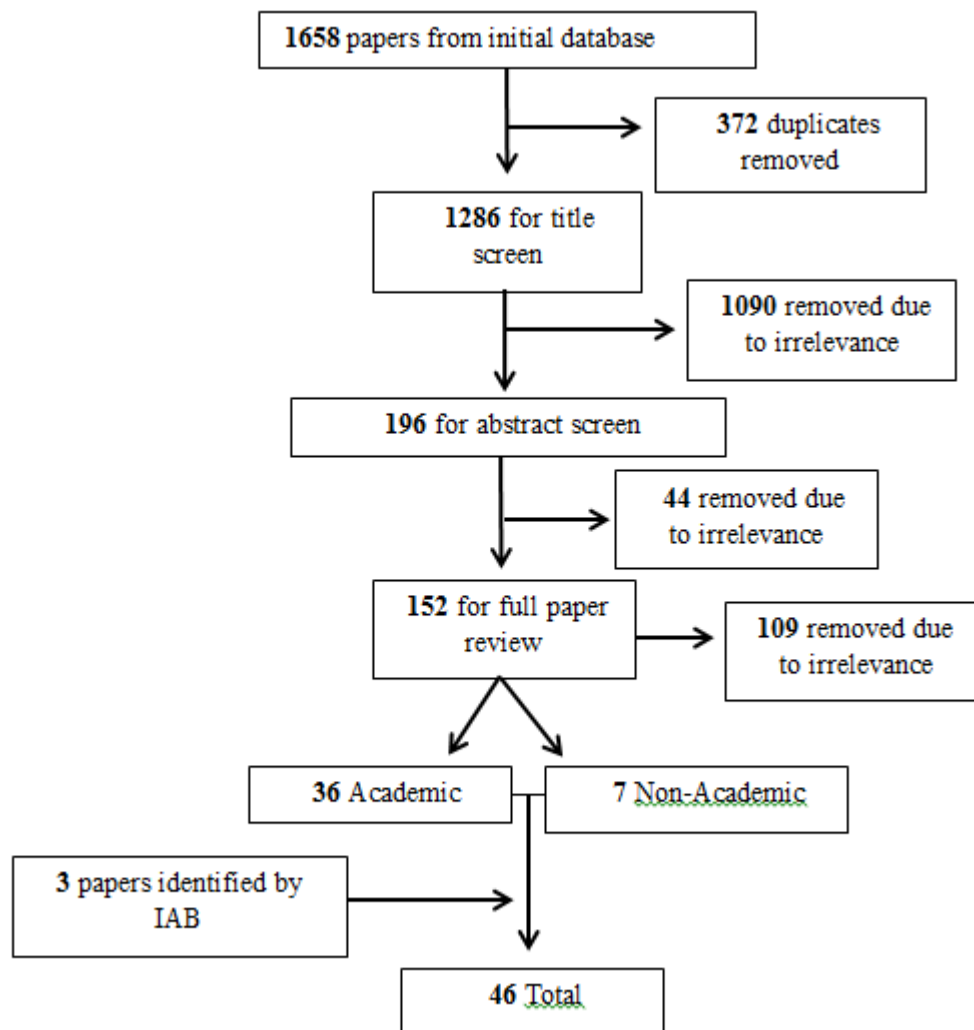 1658 papers from initial database
372 duplicates
removed
1286 for title
screen
1090 removed due
to irrelevance
196 for abstract screen
44 removed due
to irrelevance
152 for full paper
review
109 removed due
to irrelevance
36 Academic
7 Non-Academic
3 papers identified by
IAB
46 Total